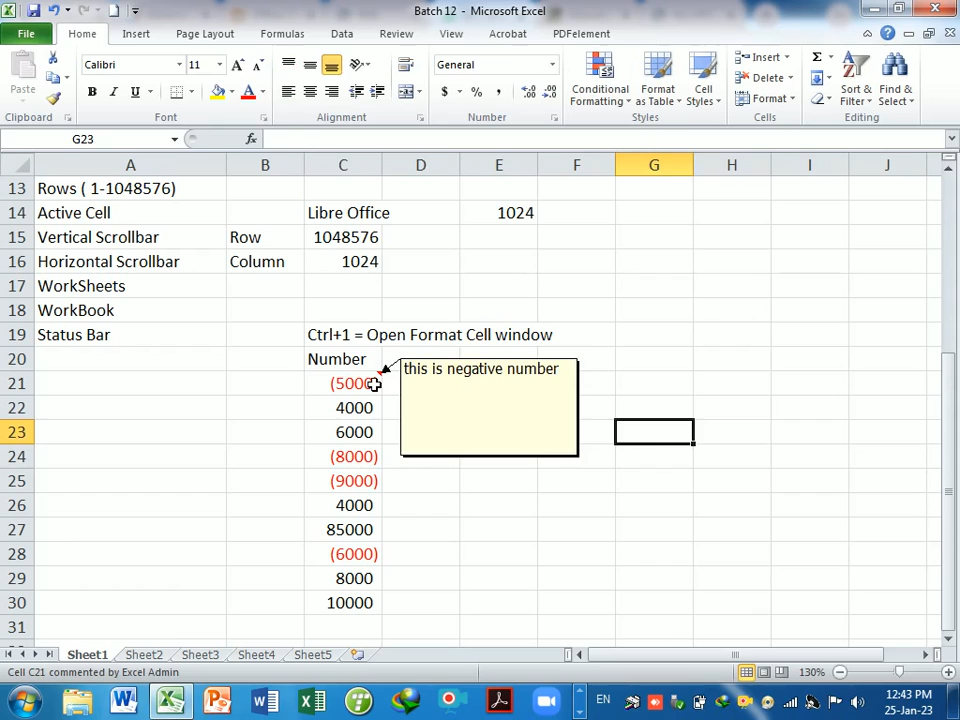 Batch 12 - Microsoft Excel
File Home Insert Page Layout Formulas Data Review View Acrobat PDFelement
Paste
Calibri 11
General
Conditional Formatting
Format as Table
Cell Styles
Insert
Delete
Format
Sort & Filter
Find & Select
Clipboard Font Alignment Number Styles Cells Editing
G23 fx
A B C D E F G H I J
13 Rows ( 1-1048576)
14 Active Cell Libre Office 1024
15 Vertical Scrollbar Row 1048576
16 Horizontal Scrollbar Column 1024
17 WorkSheets
18 WorkBook
19 Status Bar Ctrl+1 = Open Format Cell window
20 Number
this is negative number
21 (5000
22 4000
23 6000
24 (8000)
25 (9000)
26 4000
27 85000
28 (6000)
29 8000
30 10000
31
Sheet1 Sheet2 Sheet3 Sheet4 Sheet5
Cell C21 commented by Excel Admin 130%
EN 12:43 PM
25-Jan-23